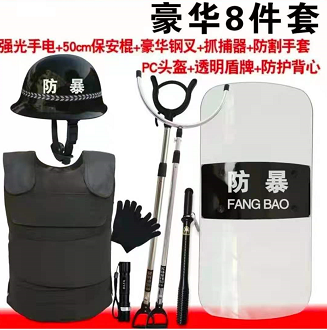 豪华8件套
强光手电+50cm保安棍+豪华钢叉+抓捕器+防割手套
PC头盔+透明盾牌+防护背心
防暴
防暴
FANG BAO